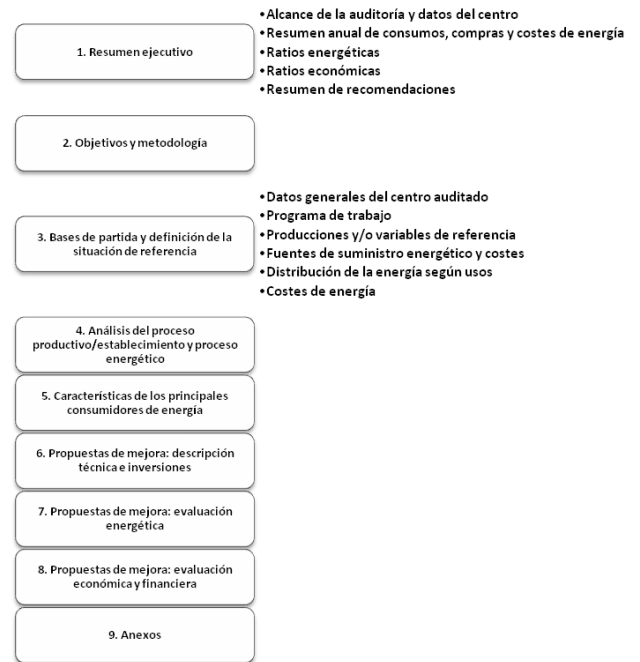 1. Resumen ejecutivo
•Alcance de la auditoría y datos del centro
•Resumen anual de consumos, compras y costes de energía
•Ratios energéticas
•Ratios económicas
•Resumen de recomendaciones
2. Objetivos y metodología
3. Bases de partida y definición de la
situación de referencia
•Datos generales del centro auditado
•Programa de trabajo
•Producciones y/o variables de referencia
•Fuentes de suministro energético y costes
•Distribución de la energía según usos
•Costes de energía
4. Análisis del proceso
productivo/establecimiento y proceso
energético
5. Características de los principales
consumidores de energía
6. Propuestas de mejora: descripción
técnica e inversiones
7. Propuestas de mejora: evaluación
energética
8. Propuestas de mejora: evaluación
económica y financiera
9. Anexos